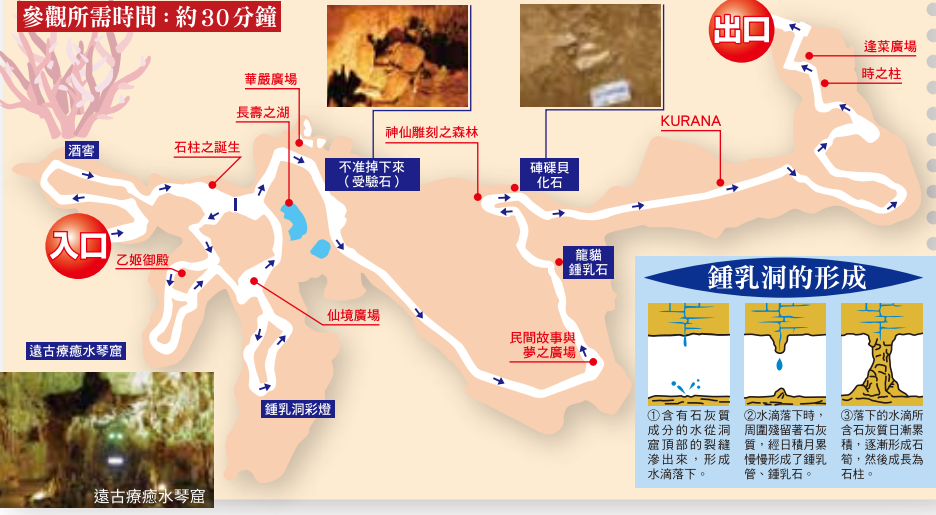 參觀所需時間：約30分鐘
出口
逢菜廣場
時之柱
華嚴廣場
長壽之湖
KURANA
神仙雕刻之森林
酒窖
石柱之誕生
不准掉下來
（受驗石）
硨磲貝
化石
入口
乙姬御殿
龍貓
鍾乳石
仙境廣場
民間故事與
夢之廣場
遠古療癒水琴窟
鍾乳洞彩燈
遠古療癒水琴窟
鍾乳洞的形成
①含有石灰質
成分的水從洞
窟頂部的裂縫
滲出來，形成
水滴落下。
②水滴落下時，
周圍殘留著石灰
質，經日積月累
慢慢形成了鍾乳
管、鍾乳石。
③落下的水滴所
含石灰質日漸累
積，逐漸形成石
筍，然後成長為
石柱。